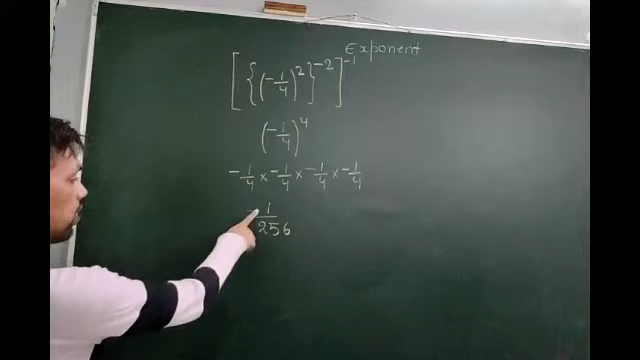 Exponent
[{(-1/4)^2}^-2]^-1
(-1/4)^4
-1/4 × -1/4 × -1/4 × -1/4
1/256